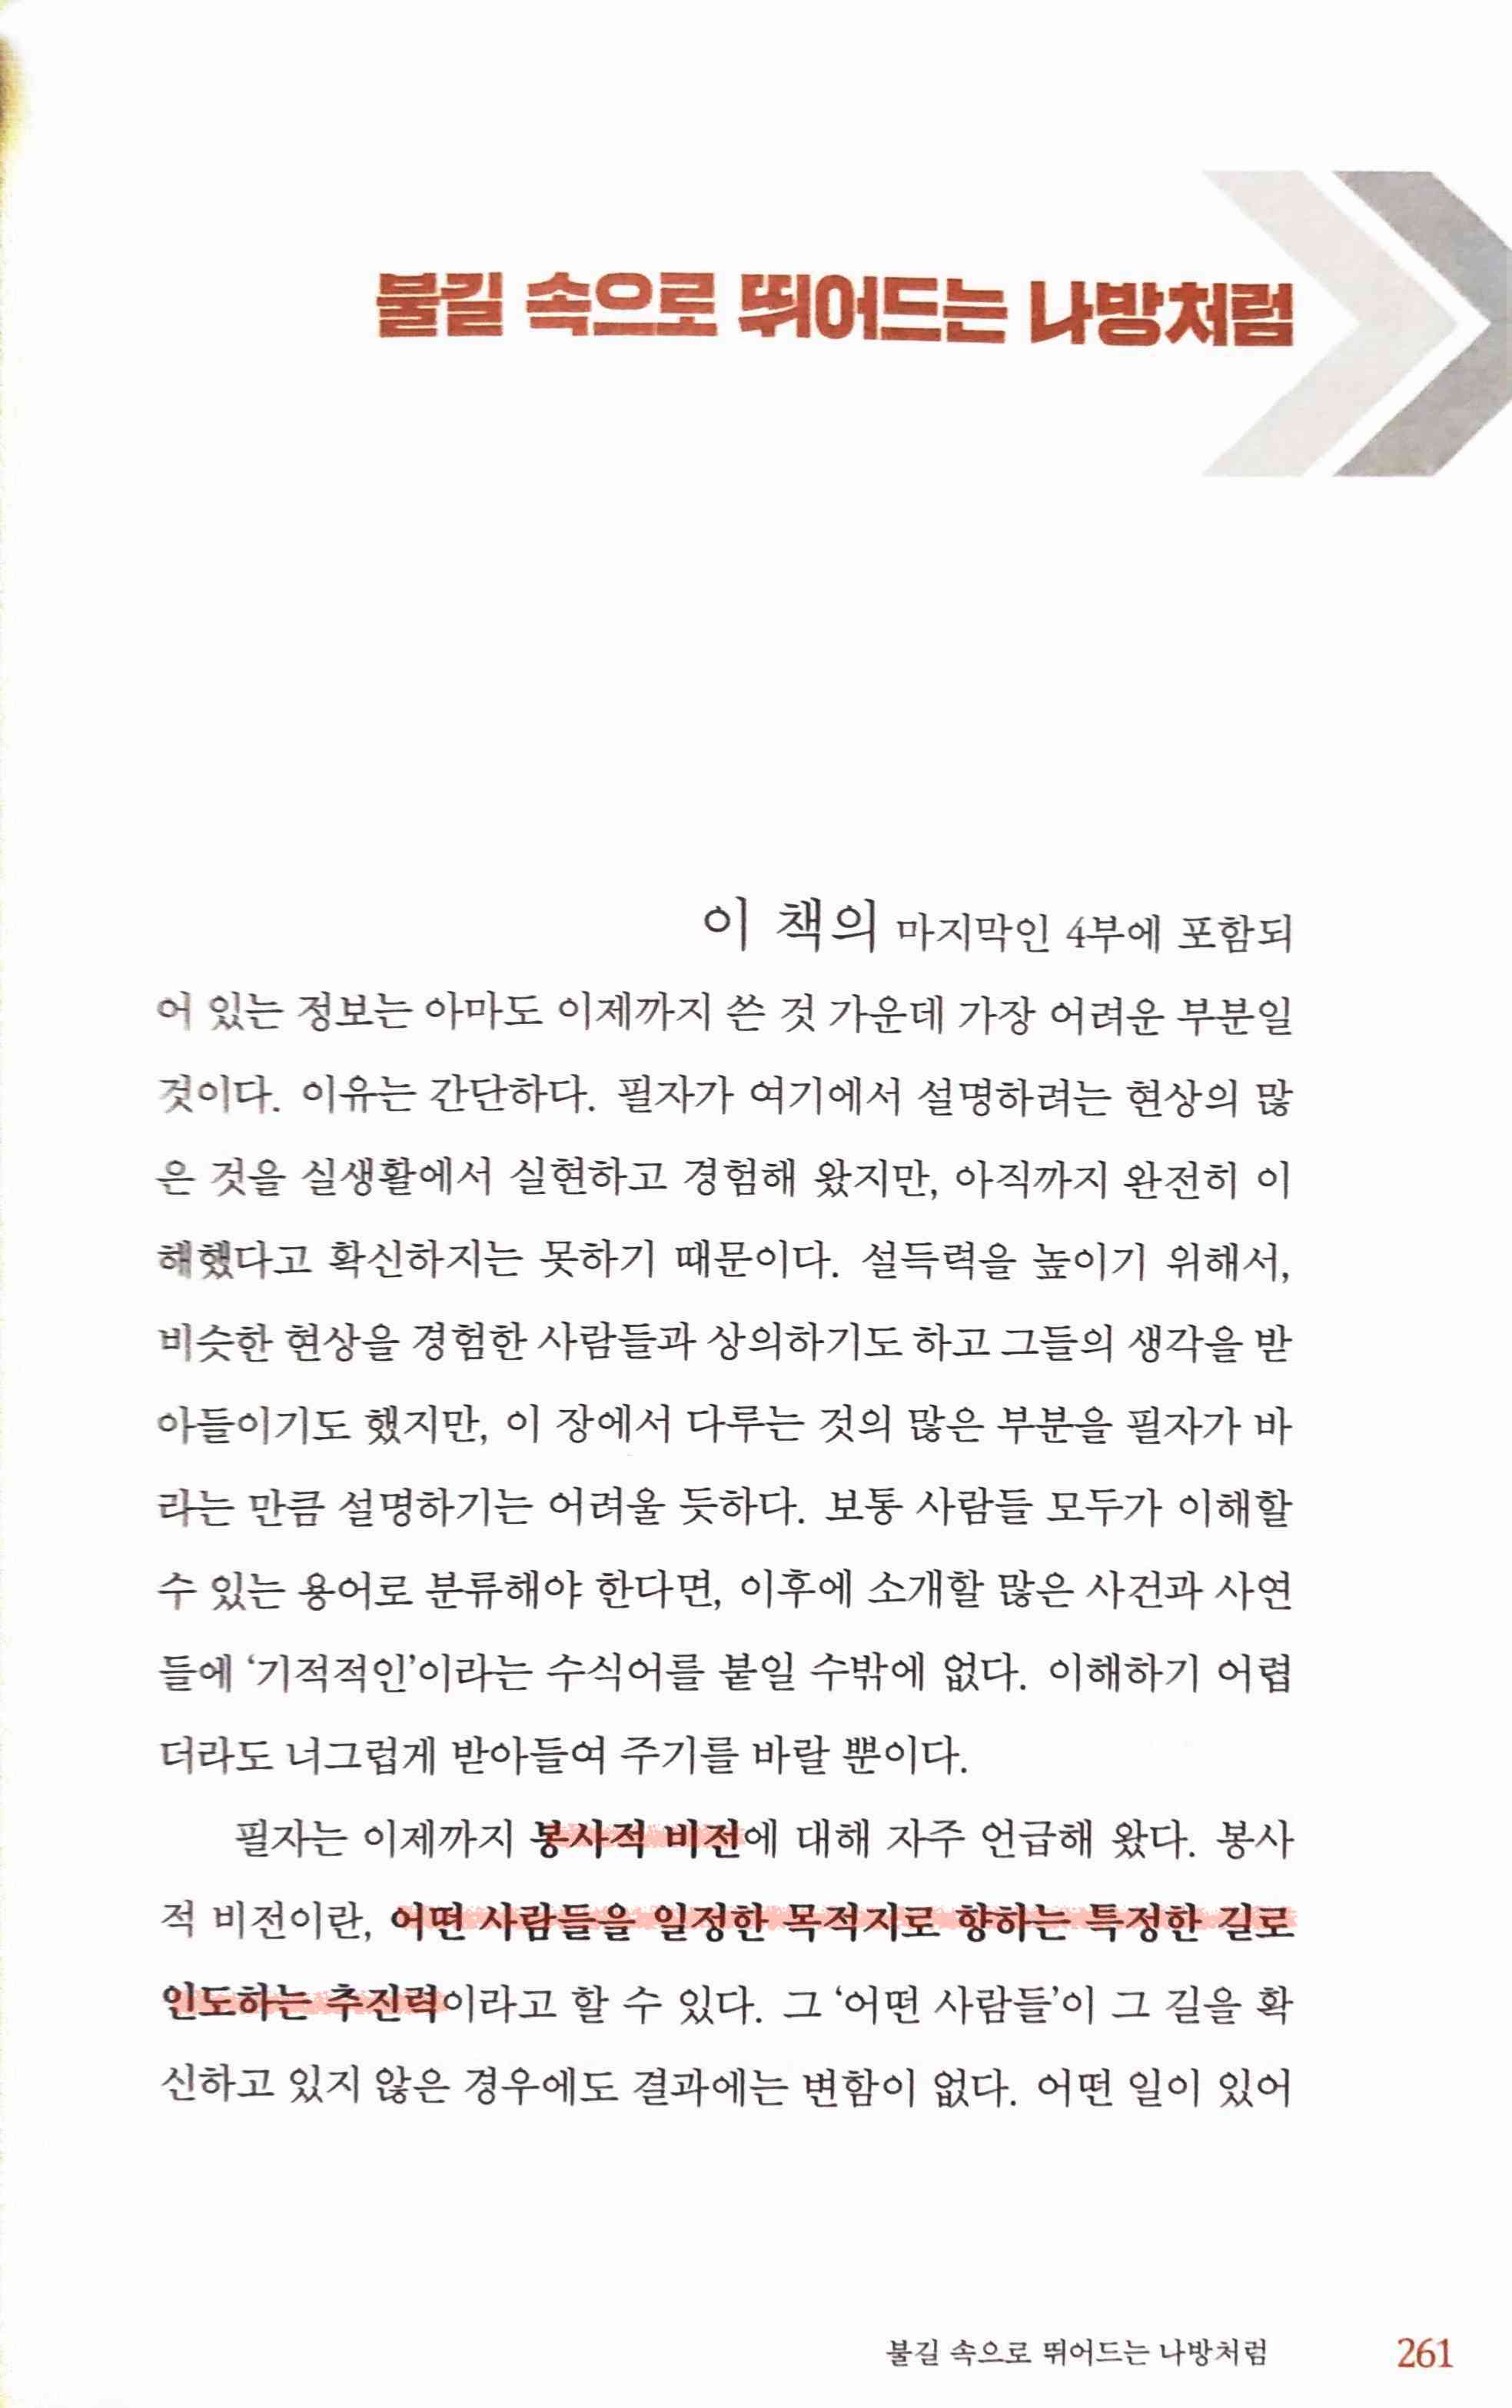 불길 속으로 뛰어드는 나방처럼
이 책의 마지막인 4부에 포함되
어 있는 정보는 아마도 이제까지 쓴 것 가운데 가장 어려운 부분일
것이다. 이유는 간단하다. 필자가 여기에서 설명하려는 현상의 많
은 것을 실생활에서 실현하고 경험해 왔지만, 아직까지 완전히 이
해했다고 확신하지는 못하기 때문이다. 설득력을 높이기 위해서,
비슷한 현상을 경험한 사람들과 상의하기도 하고 그들의 생각을 받
아들이기도 했지만, 이 장에서 다루는 것의 많은 부분을 필자가 바
라는 만큼 설명하기는 어려울 듯하다. 보통 사람들 모두가 이해할
수 있는 용어로 분류해야 한다면, 이후에 소개할 많은 사건과 사연
들에 ‘기적적인’이라는 수식어를 붙일 수밖에 없다. 이해하기 어렵
더라도 너그럽게 받아들여 주기를 바랄 뿐이다.
필자는 이제까지 봉사적 비전에 대해 자주 언급해 왔다. 봉사
적 비전이란, 어떤 사람들을 일정한 목적지로 향하는 특정한 길로
인도하는 추진력이라고 할 수 있다. 그 ‘어떤 사람들’이 그 길을 확
신하고 있지 않은 경우에도 결과에는 변함이 없다. 어떤 일이 있어
불길 속으로 뛰어드는 나방처럼 261